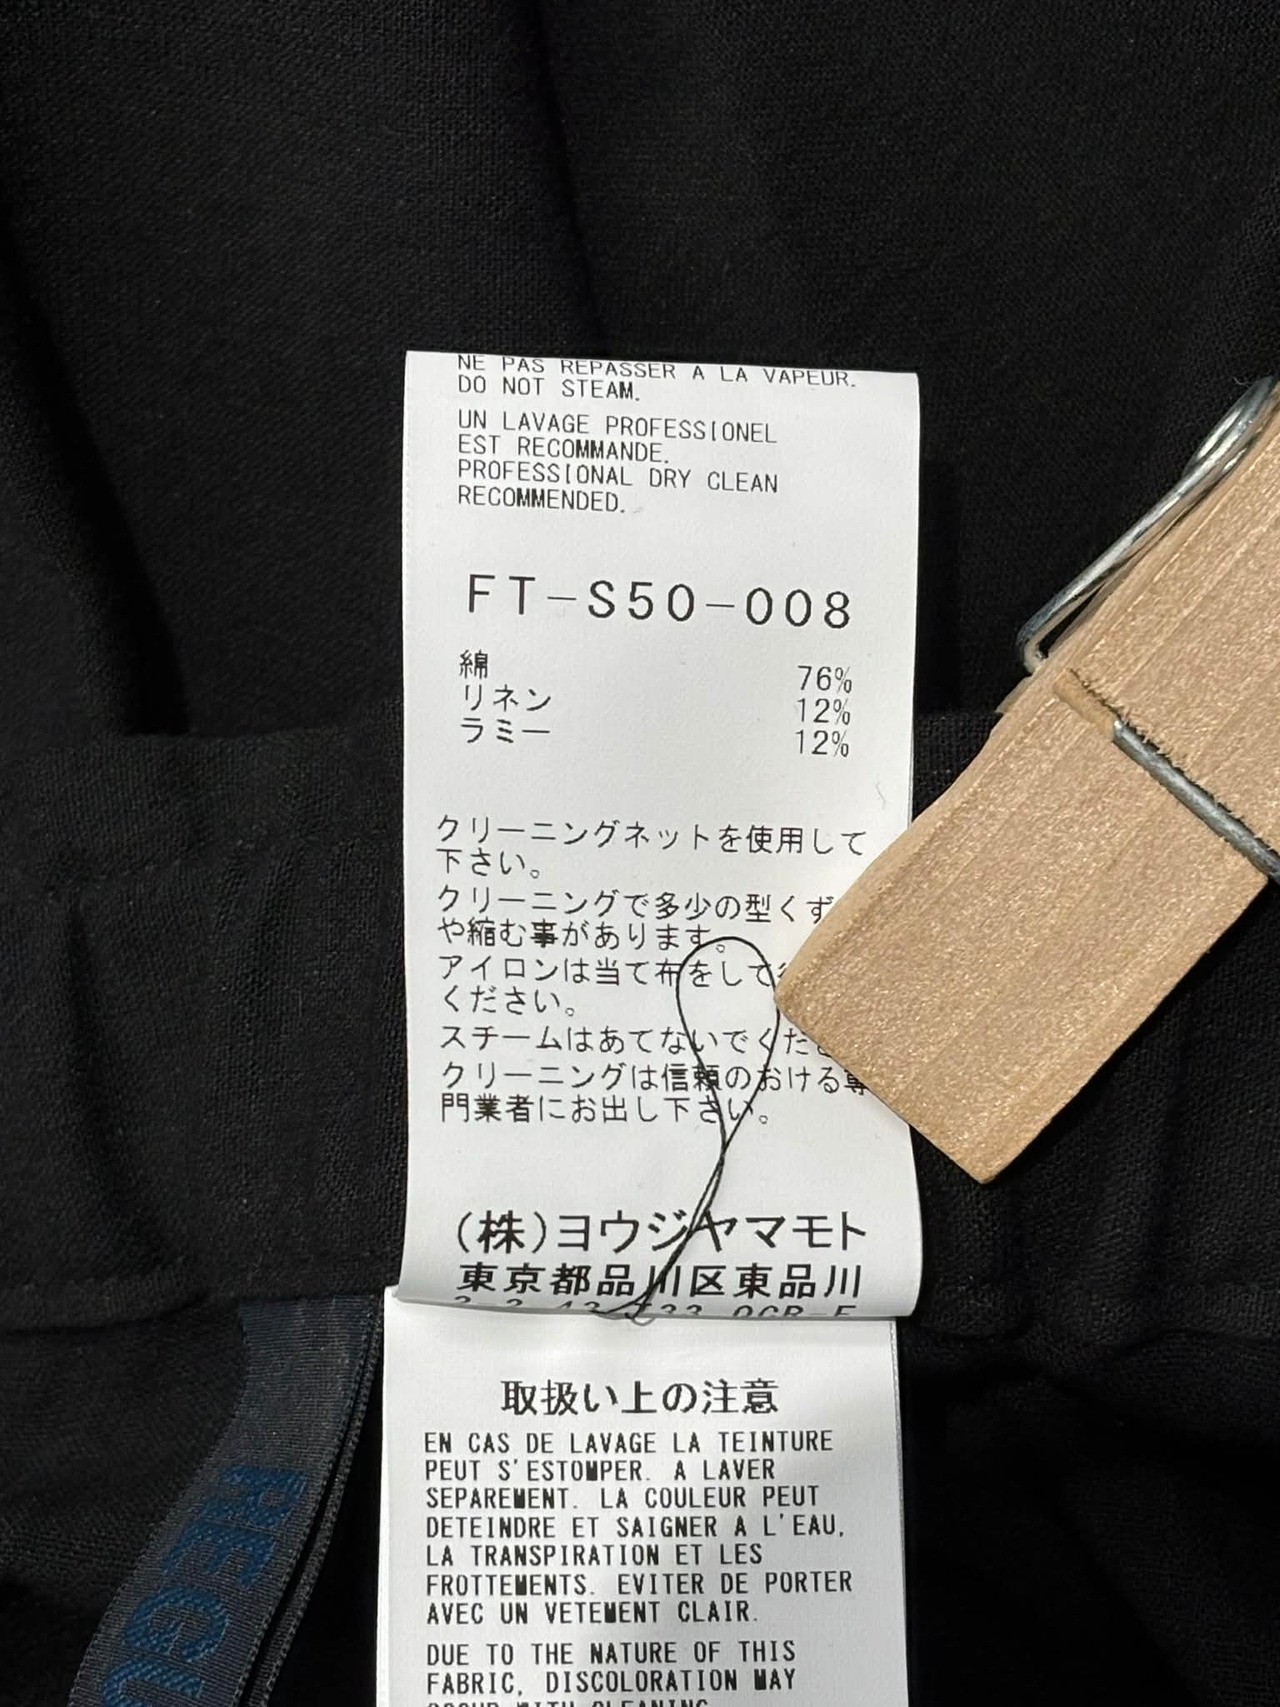 NE PAS REPASSER A LA VAPEUR.
DO NOT STEAM.
UN LAVAGE PROFESSIONEL
EST RECOMMANDE.
PROFESSIONAL DRY CLEAN
RECOMMENDED.
FT-S50-008
綿 76%
リネン 12%
ラミー 12%
クリーニングネットを使用して
下さい。
クリーニングで多少の型くず
や縮む事があります。
アイロンは当て布をして
ください。
スチームはあてないでくださ
クリーニングは信頼のおける専
門業者にお出し下さい。
(株)ヨウジヤマモト
東京都品川区東品川
取扱い上の注意
EN CAS DE LAVAGE LA TEINTURE
PEUT S'ESTOMPER. A LAVER
SEPAREMENT. LA COULEUR PEUT
DETEINDRE ET SAIGNER A L'EAU,
LA TRANSPIRATION ET LES
FROTTEMENTS. EVITER DE PORTER
AVEC UN VETEMENT CLAIR.
DUE TO THE NATURE OF THIS
FABRIC, DISCOLORATION MAY
OCCUR WITH CLEANING
REGU